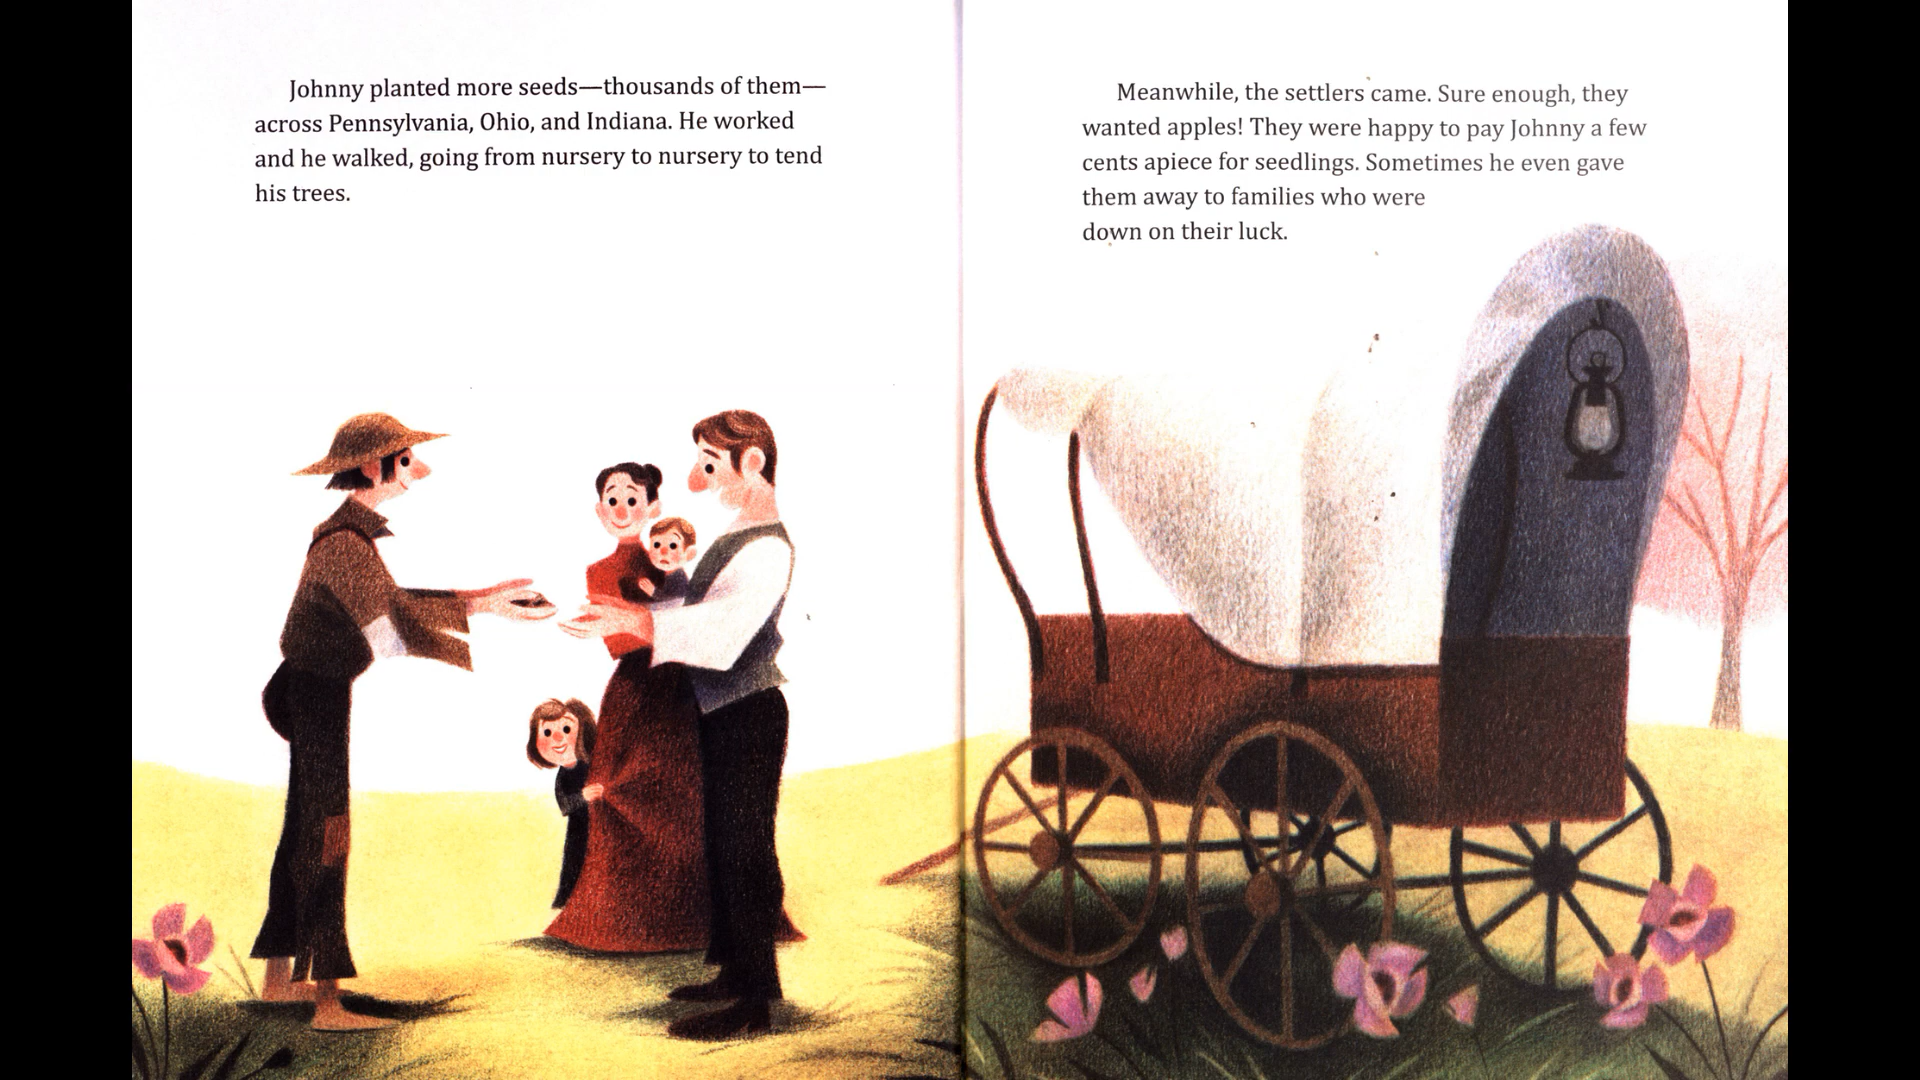 Johnny planted more seeds—thousands of them—
across Pennsylvania, Ohio, and Indiana. He worked
and he walked, going from nursery to nursery to tend
his trees.
Meanwhile, the settlers came. Sure enough, they
wanted apples! They were happy to pay Johnny a few
cents apiece for seedlings. Sometimes he even gave
them away to families who were
down on their luck.